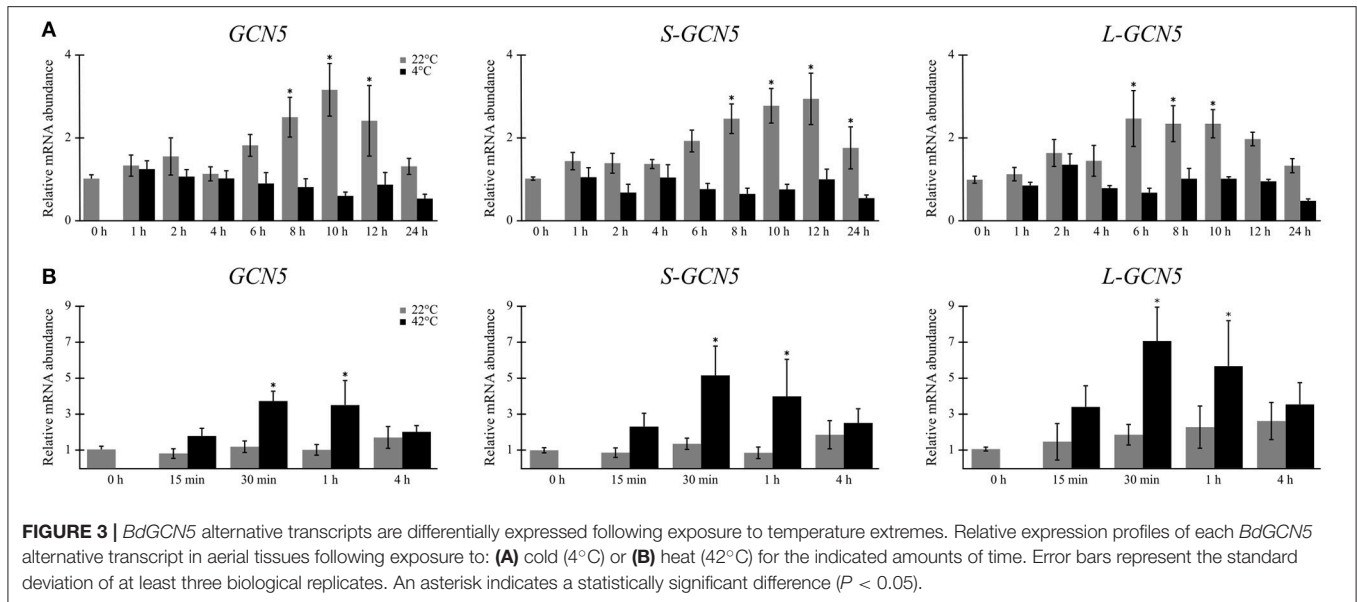 A
GCN5
S-GCN5
L-GCN5
Relative mRNA abundance
4
2
0
22°C
4°C
* * *
0 h 1 h 2 h 4 h 6 h 8 h 10 h 12 h 24 h
Relative mRNA abundance
4
2
0
* * * *
0 h 1 h 2 h 4 h 6 h 8 h 10 h 12 h 24 h
Relative mRNA abundance
4
2
0
* * *
0 h 1 h 2 h 4 h 6 h 8 h 10 h 12 h 24 h
B
GCN5
S-GCN5
L-GCN5
Relative mRNA abundance
9
7
5
3
1
22°C
42°C
* *
0 h 15 min 30 min 1 h 4 h
Relative mRNA abundance
9
7
5
3
1
* *
0 h 15 min 30 min 1 h 4 h
Relative mRNA abundance
9
7
5
3
1
* *
0 h 15 min 30 min 1 h 4 h
FIGURE 3 | BdGCN5 alternative transcripts are differentially expressed following exposure to temperature extremes. Relative expression profiles of each BdGCN5
alternative transcript in aerial tissues following exposure to: (A) cold (4°C) or (B) heat (42°C) for the indicated amounts of time. Error bars represent the standard
deviation of at least three biological replicates. An asterisk indicates a statistically significant difference (P < 0.05).